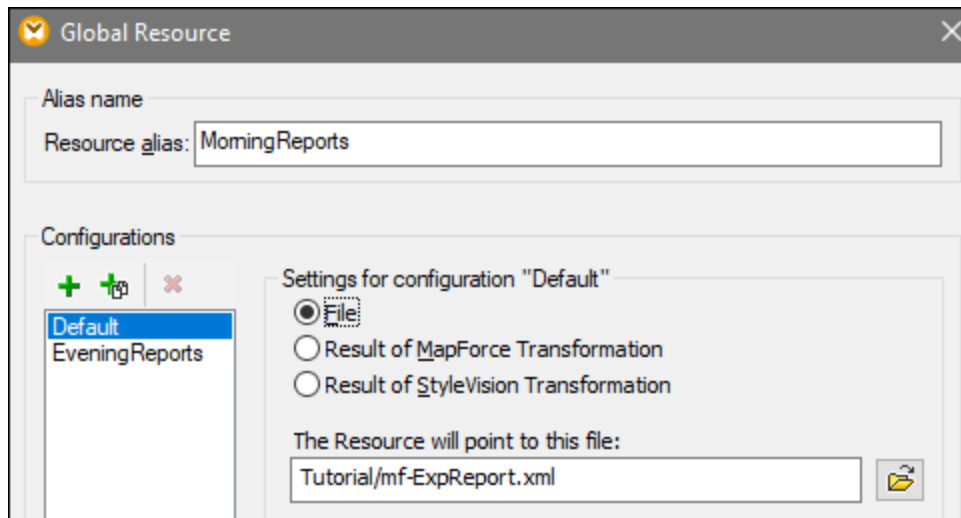 Global Resource
Alias name
Resource alias: MorningReports
Configurations
Settings for configuration "Default"
File
Default
EveningReports
Result of MapForce Transformation
Result of StyleVision Transformation
The Resource will point to this file:
Tutorial/mf-ExpReport.xml